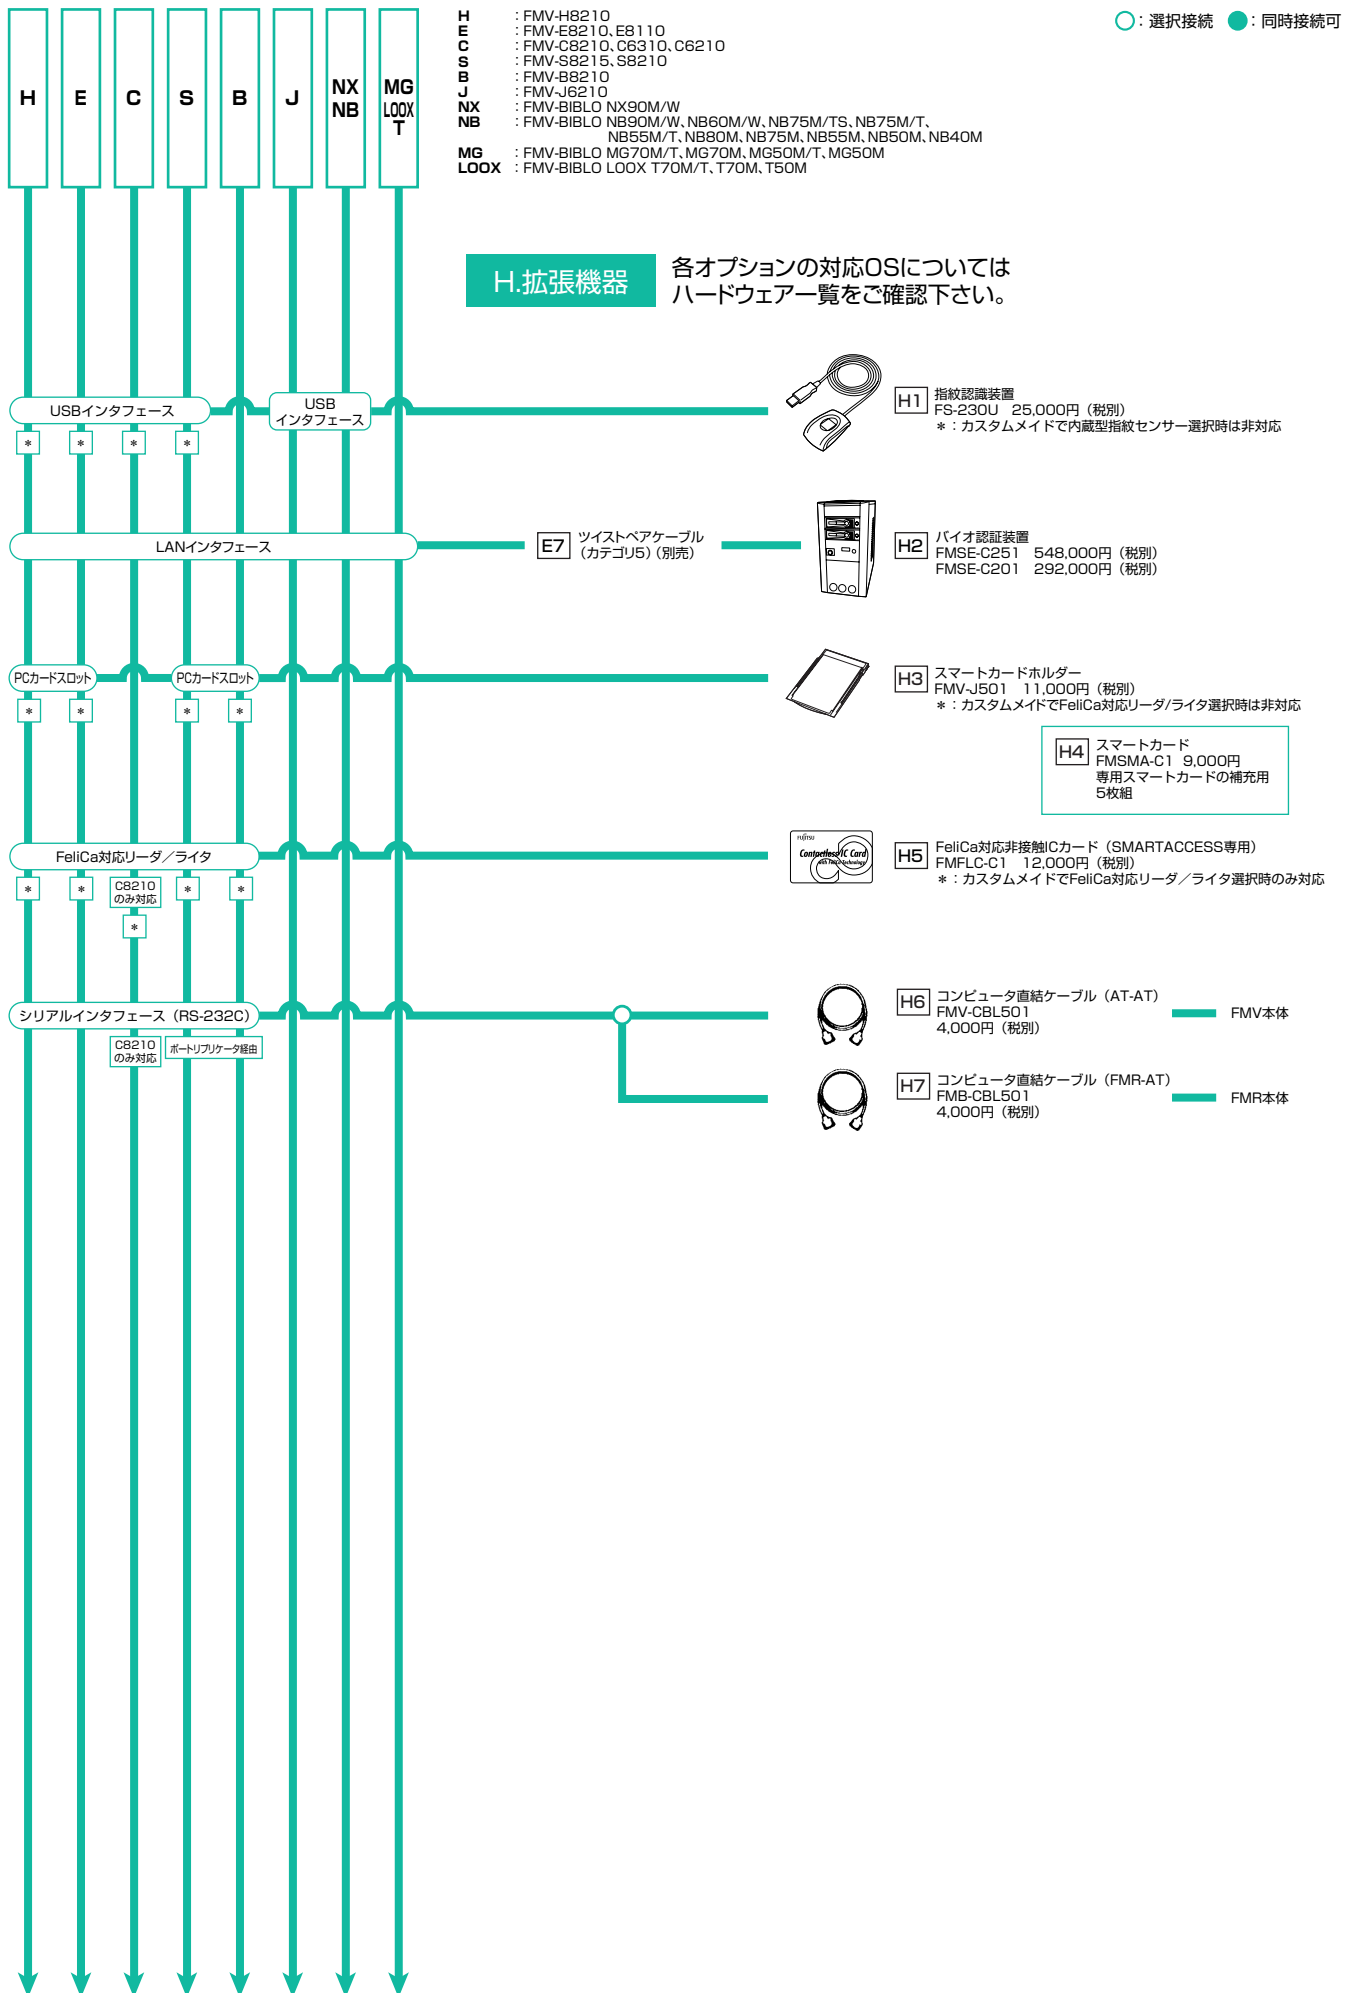 H
E
C
S
B
J
NX
NB
MG
LOOX
T
H : FMV-H8210
E : FMV-E8210、E8110
C : FMV-C8210、C6310、C6210
S : FMV-S8215、S8210
B : FMV-B8210
J : FMV-J6210
NX : FMV-BIBLO NX90M/W
NB : FMV-BIBLO NB90M/W、NB60M/W、NB75M/TS、NB75M/T、
NB55M/T、NB80M、NB75M、NB55M、NB50M、NB40M
MG : FMV-BIBLO MG70M/T、MG70M、MG50M/T、MG50M
LOOX : FMV-BIBLO LOOX T70M/T、T70M、T50M
○：選択接続 ●：同時接続可
H.拡張機器
各オプションの対応OSについては
ハードウェア一覧をご確認下さい。
USBインタフェース
USB
インタフェース
＊ ＊ ＊ ＊
H1 指紋認識装置
FS-230U 25,000円（税別）
＊：カスタムメイドで内蔵型指紋センサー選択時は非対応
LANインタフェース
E7 ツイストペアケーブル
（カテゴリ5）（別売）
H2 バイオ認証装置
FMSE-C251 548,000円（税別）
FMSE-C201 292,000円（税別）
PCカードスロット
PCカードスロット
＊ ＊ ＊ ＊
H3 スマートカードホルダー
FMV-J501 11,000円（税別）
＊：カスタムメイドでFeliCa対応リーダ/ライタ選択時は非対応
H4 スマートカード
FMSMA-C1 9,000円
専用スマートカードの補充用
5枚組
FeliCa対応リーダ／ライタ
＊ ＊
C8210
のみ対応
＊
＊ ＊
FUJITSU
Contactless IC Card
with FeliCa Technology
H5 FeliCa対応非接触ICカード（SMARTACCESS専用）
FMFLC-C1 12,000円（税別）
＊：カスタムメイドでFeliCa対応リーダ／ライタ選択時のみ対応
シリアルインタフェース（RS-232C）
C8210
のみ対応
ポートリプリケータ経由
H6 コンピュータ直結ケーブル（AT-AT）
FMV-CBL501
4,000円（税別）
FMV本体
H7 コンピュータ直結ケーブル（FMR-AT）
FMB-CBL501
4,000円（税別）
FMR本体